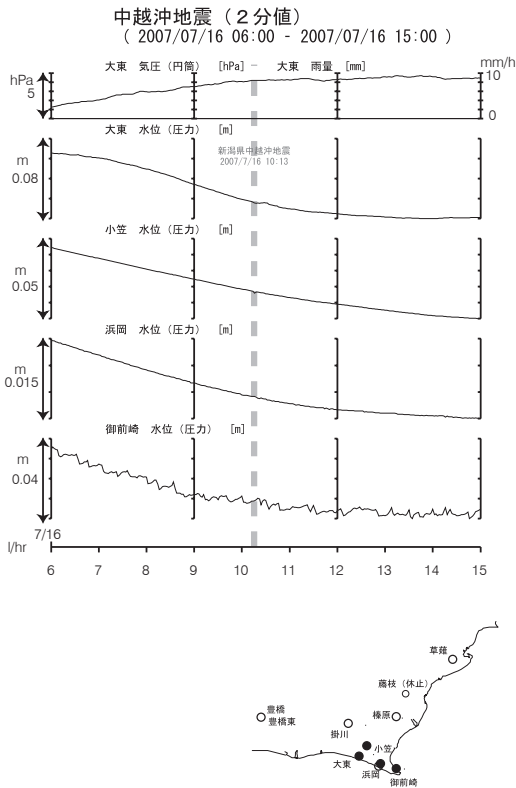 中越沖地震（２分値）
( 2007/07/16 06:00 - 2007/07/16 15:00 )
大東 気圧（円筒） [hPa] － 大東 雨量 [mm]
mm/h
hPa
5
10
0
大東 水位（圧力） [m]
m
0.08
新潟県中越沖地震
2007/7/16 10:13
小笠 水位（圧力） [m]
m
0.05
浜岡 水位（圧力） [m]
m
0.015
御前崎 水位（圧力） [m]
m
0.04
7/16
l/hr
6 7 8 9 10 11 12 13 14 15
草薙
藤枝（休止）
豊橋
豊橋東
榛原
掛川
小笠
大東
浜岡
御前崎